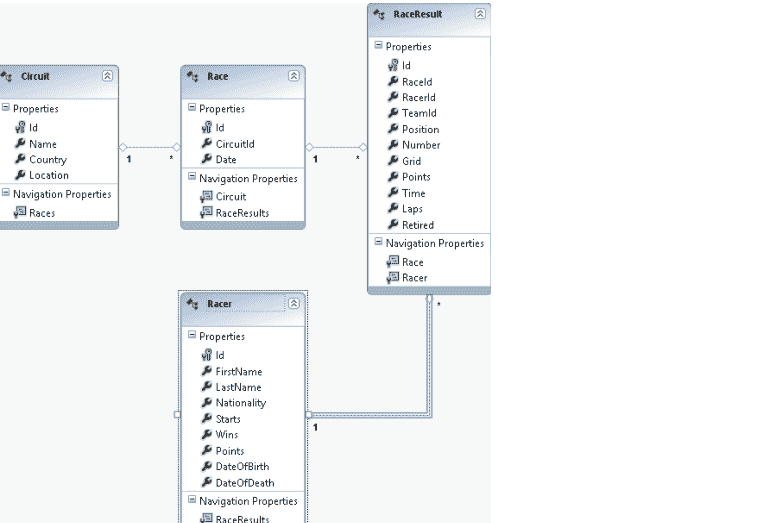 Circuit
Properties
Id
Name
Country
Location
Navigation Properties
Races
1
*
Race
Properties
Id
CircuitId
Date
Navigation Properties
Circuit
RaceResults
1
*
RaceResult
Properties
Id
RaceId
RacerId
TeamId
Position
Number
Grid
Points
Time
Laps
Retired
Navigation Properties
Race
Racer
*
1
Racer
Properties
Id
FirstName
LastName
Nationality
Starts
Wins
Points
DateOfBirth
DateOfDeath
Navigation Properties
RaceResults